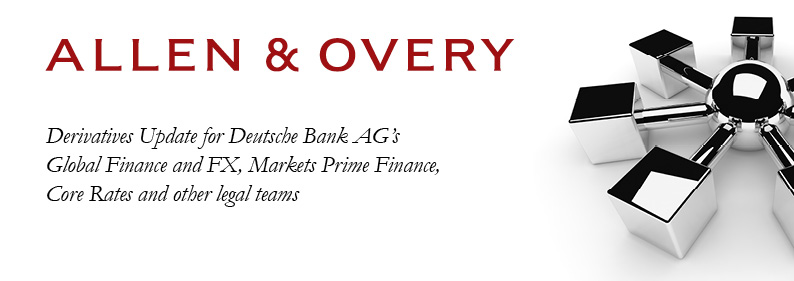 ALLEN & OVERY
Derivatives Update for Deutsche Bank AG’s
Global Finance and FX, Markets Prime Finance,
Core Rates and other legal teams